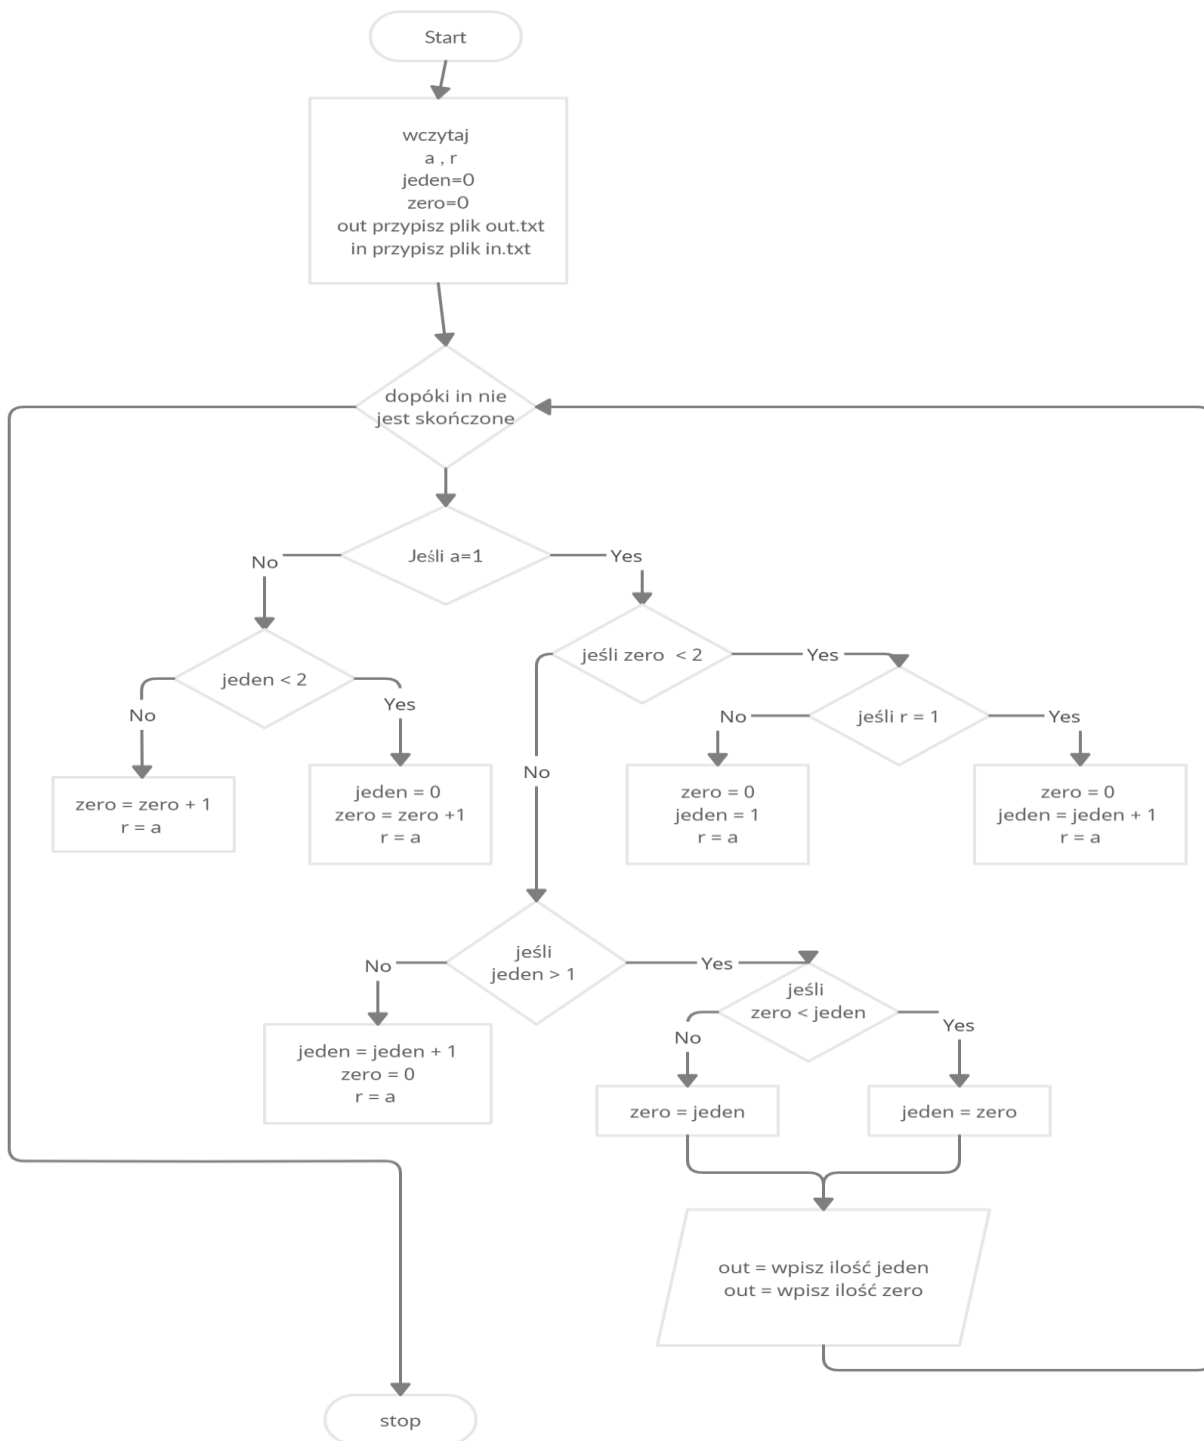 Start
wczytaj
a , r
jeden=0
zero=0
out przypisz plik out.txt
in przypisz plik in.txt
dopóki in nie
jest skończone
Jeśli a=1
No
Yes
jeden < 2
No
Yes
zero = zero + 1
r = a
jeden = 0
zero = zero +1
r = a
jeśli zero < 2
Yes
No
jeśli r = 1
No
Yes
zero = 0
jeden = 1
r = a
zero = 0
jeden = jeden + 1
r = a
jeśli
jeden > 1
No
Yes
jeden = jeden + 1
zero = 0
r = a
jeśli
zero < jeden
No
Yes
zero = jeden
jeden = zero
out = wpisz ilość jeden
out = wpisz ilość zero
stop